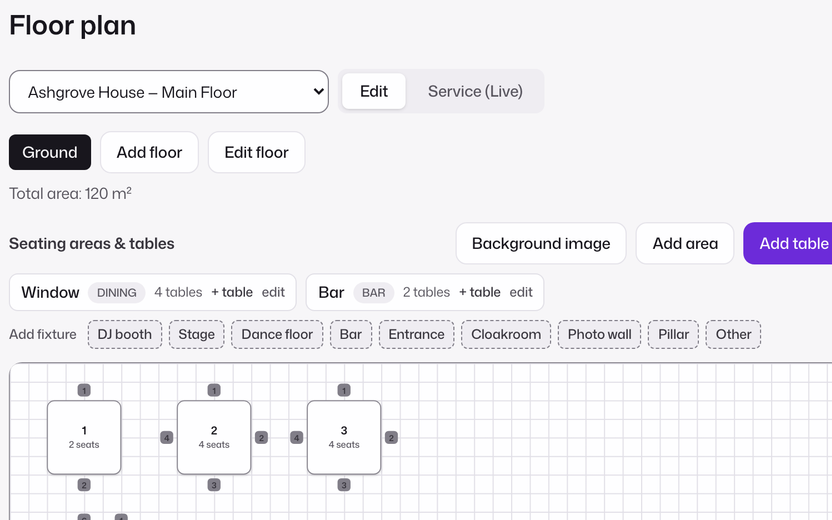 Floor plan
Ashgrove House – Main Floor Edit Service (Live)
Ground Add floor Edit floor
Total area: 120 m²
Seating areas & tables Background image Add area Add table
Window DINING 4 tables + table edit Bar BAR 2 tables + table edit
Add fixture DJ booth Stage Dance floor Bar Entrance Cloakroom Photo wall Pillar Other
1 1 1
1 2 3
2 seats 4 seats 4 seats
4 2 4 2
2 3 3